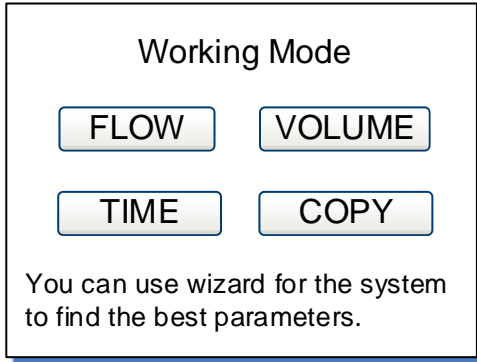 Working Mode
FLOW VOLUME
TIME COPY
You can use wizard for the system
to find the best parameters.